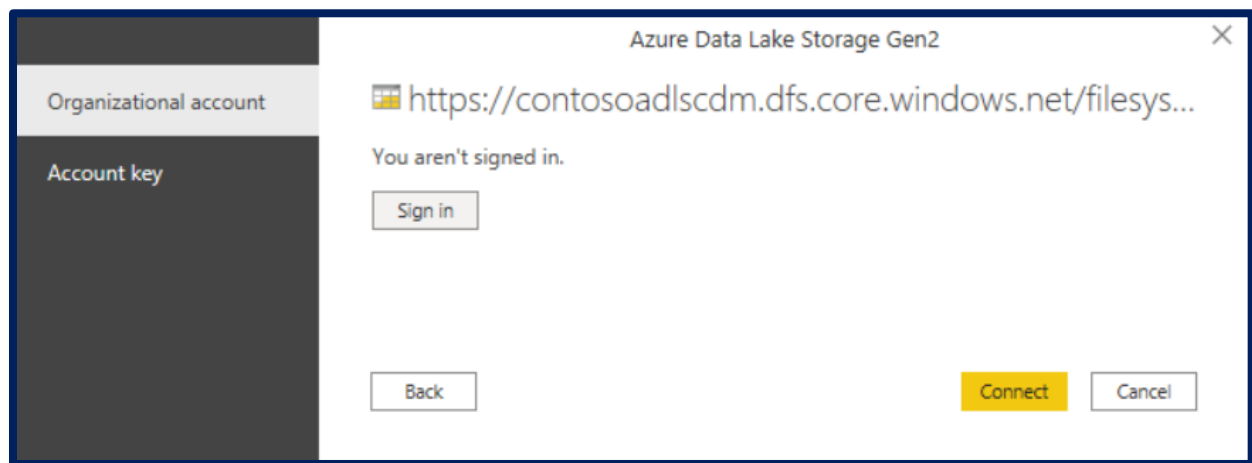 Azure Data Lake Storage Gen2
Organizational account
Account key
https://contosoadlscdm.dfs.core.windows.net/filesys...
You aren't signed in.
Sign in
Back
Connect
Cancel